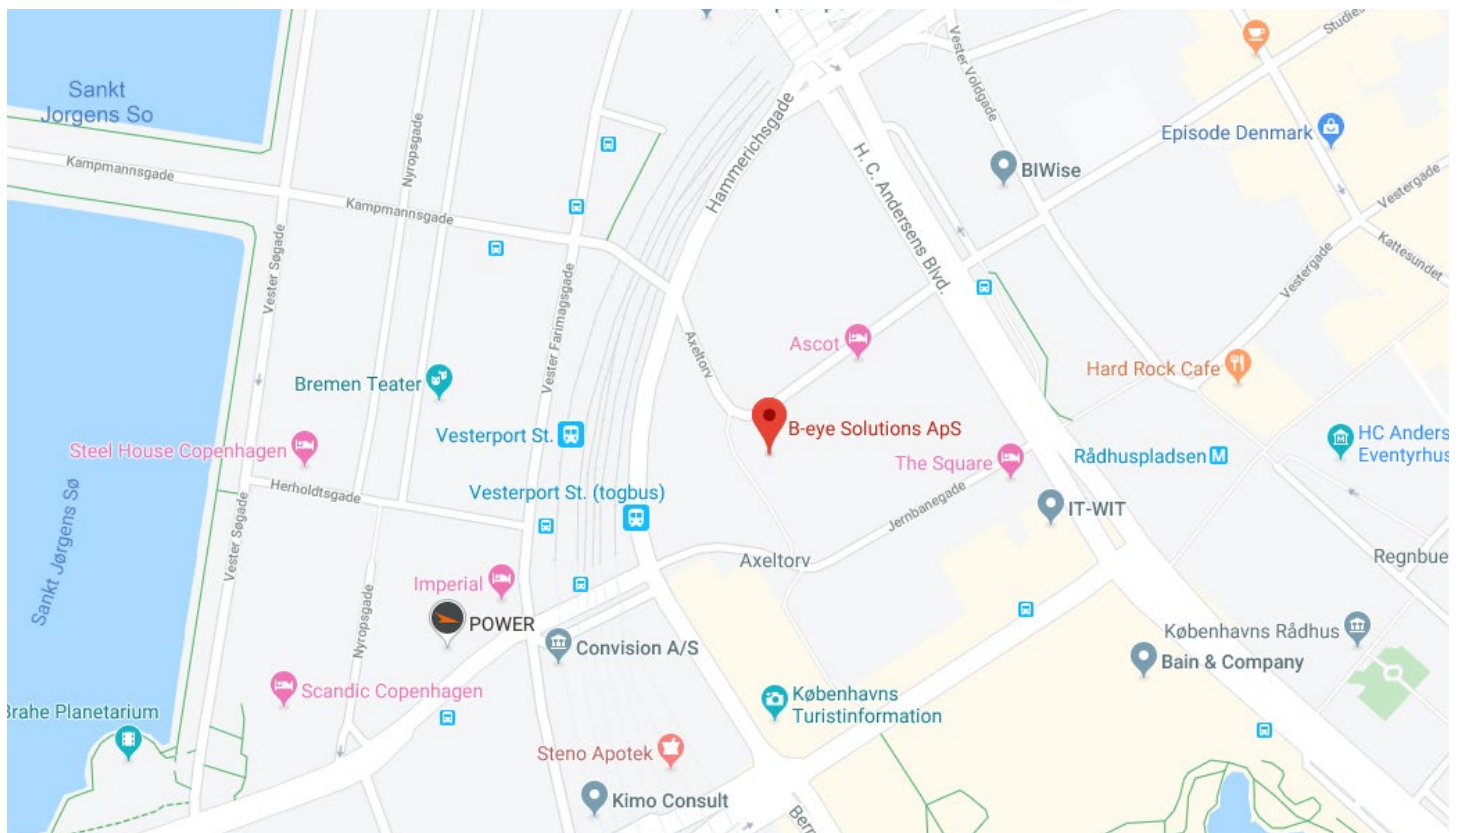 Studies
Vester Voldgade
Sankt
Jorgens So
Hammerichsgade
Nyropsgade
Episode Denmark
Kampmannsgade
BIWise
H. C. Andersens Blvd.
Vestergade
Kampmannsgade
Kattesundet
Vester Søgade
Vestergade
Vester Farimagsgade
Axeltorv
Ascot
Hard Rock Cafe
Bremen Teater
B-eye Solutions ApS
Vesterport St.
HC Anders
Eventyrhus
Steel House Copenhagen
The Square
Rådhuspladsen M
Herholdtsgade
Vesterport St. (togbus)
Jernbanegade
IT-WIT
Sankt Jørgens Sø
Vester Søgade
Axeltorv
Regnbue
Imperial
Nyropsgade
POWER
Københavns Rådhus
Convision A/S
Bain & Company
Scandic Copenhagen
Københavns
Turistinformation
Brahe Planetarium
Steno Apotek
Kimo Consult
Bern